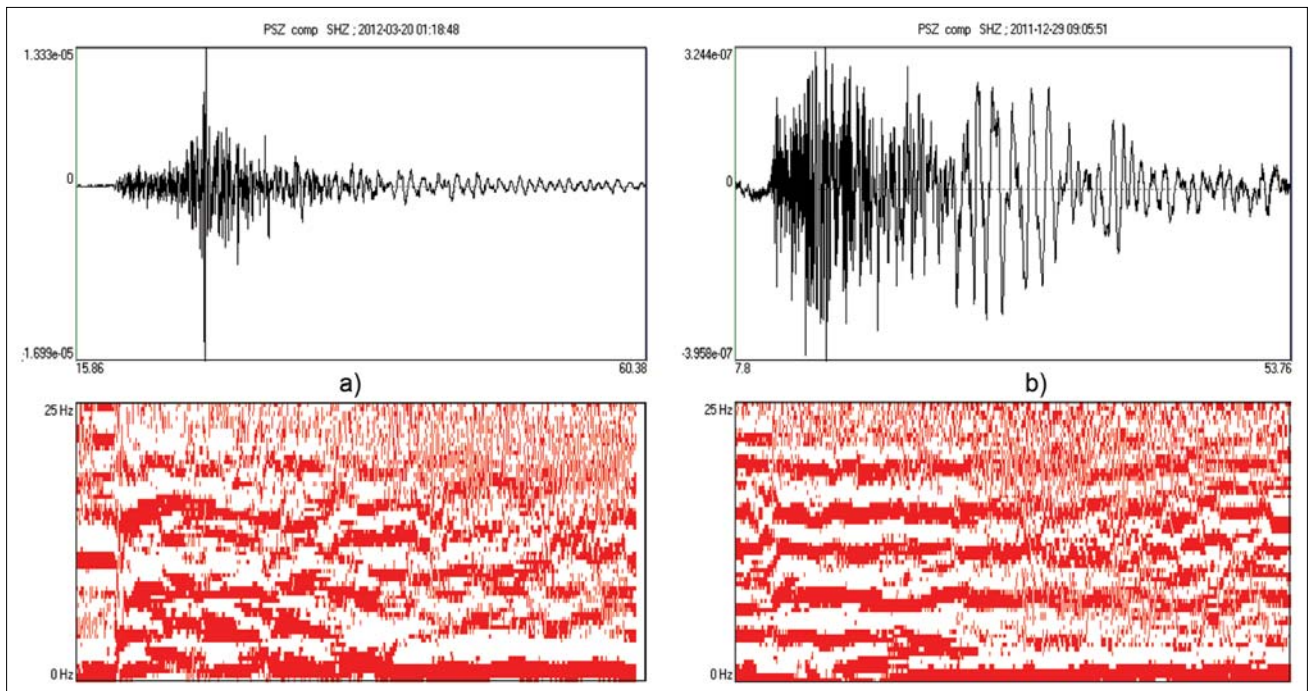 PSZ comp SHZ ; 2012-03-20 01:18:48
1.333e-05
0
-1.699e-05
15.86
60.38
a)
25 Hz
0 Hz
PSZ comp SHZ ; 2011-12-29 09:05:51
3.244e-07
0
-3.958e-07
7.8
53.76
b)
25 Hz
0 Hz